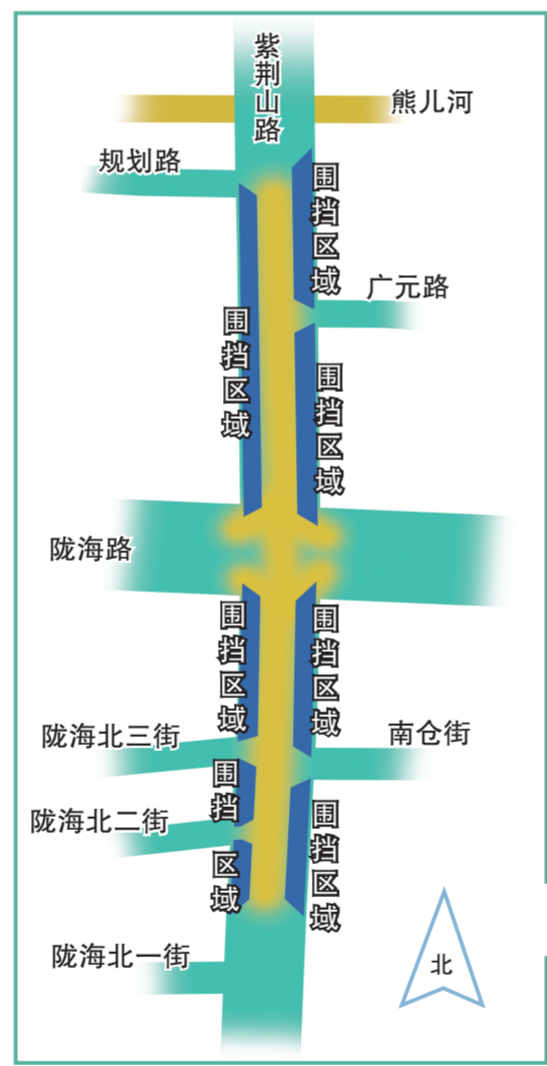 紫荆山路
熊儿河
规划路
围挡区域
广元路
围挡区域
围挡区域
陇海路
围挡区域
围挡区域
陇海北三街
南仓街
围挡区域
陇海北二街
围挡区域
陇海北一街
北